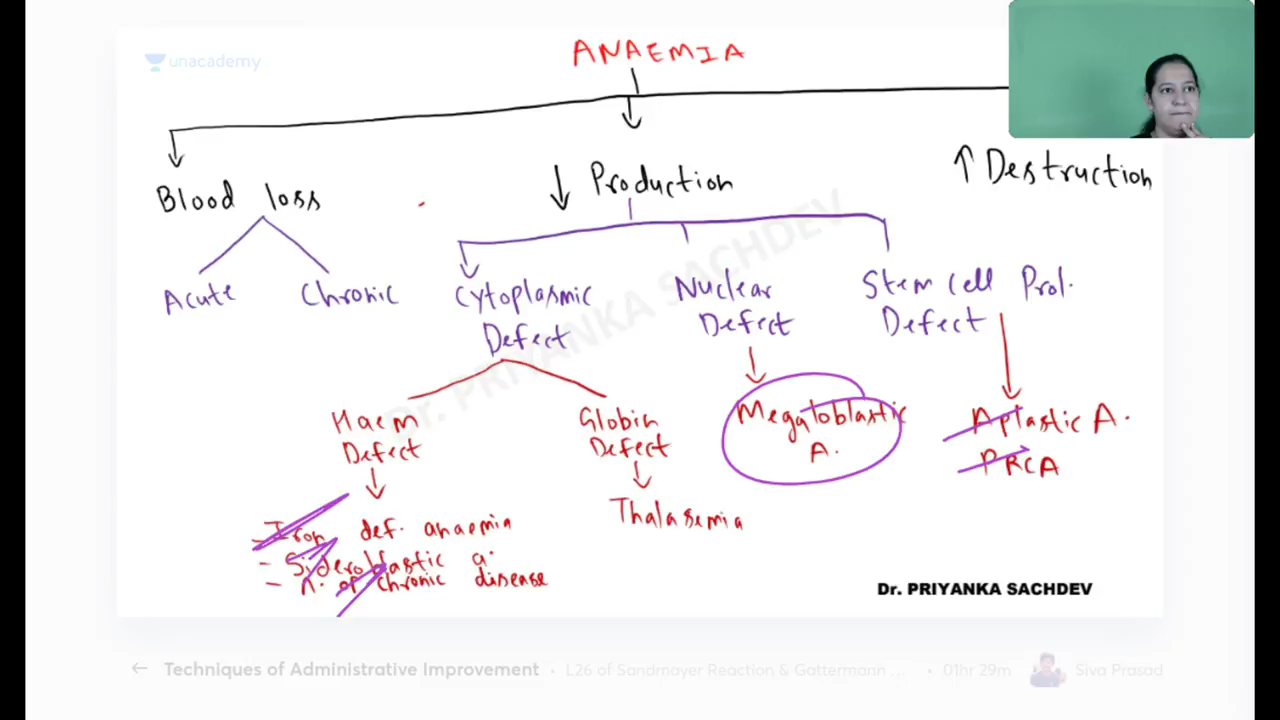 unacademy
ANAEMIA
Blood loss
↓ Production
↑ Destruction
Acute
Chronic
Cytoplasmic
Defect
Nuclear
Defect
Stem cell Prol.
Defect
Haem
Defect
Globin
Defect
Megaloblastic
A.
Aplastic A.
PRCA
- Iron def. anaemia
- Sideroblastic a.
- A. of chronic disease
Thalasemia
Dr. PRIYANKA SACHDEV
Dr. PRIYANKA SACHDEV
← Techniques of Administrative Improvement • L26 of Sandmayer Reaction & Gattermann ... • 01hr 29m Siva Prasad